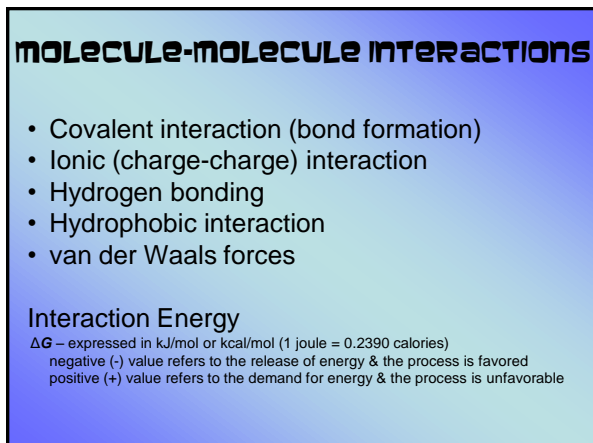 MOLECULE-MOLECULE INTERACTIONS
• Covalent interaction (bond formation)
• Ionic (charge-charge) interaction
• Hydrogen bonding
• Hydrophobic interaction
• van der Waals forces
Interaction Energy
ΔG – expressed in kJ/mol or kcal/mol (1 joule = 0.2390 calories)
negative (-) value refers to the release of energy & the process is favored
positive (+) value refers to the demand for energy & the process is unfavorable